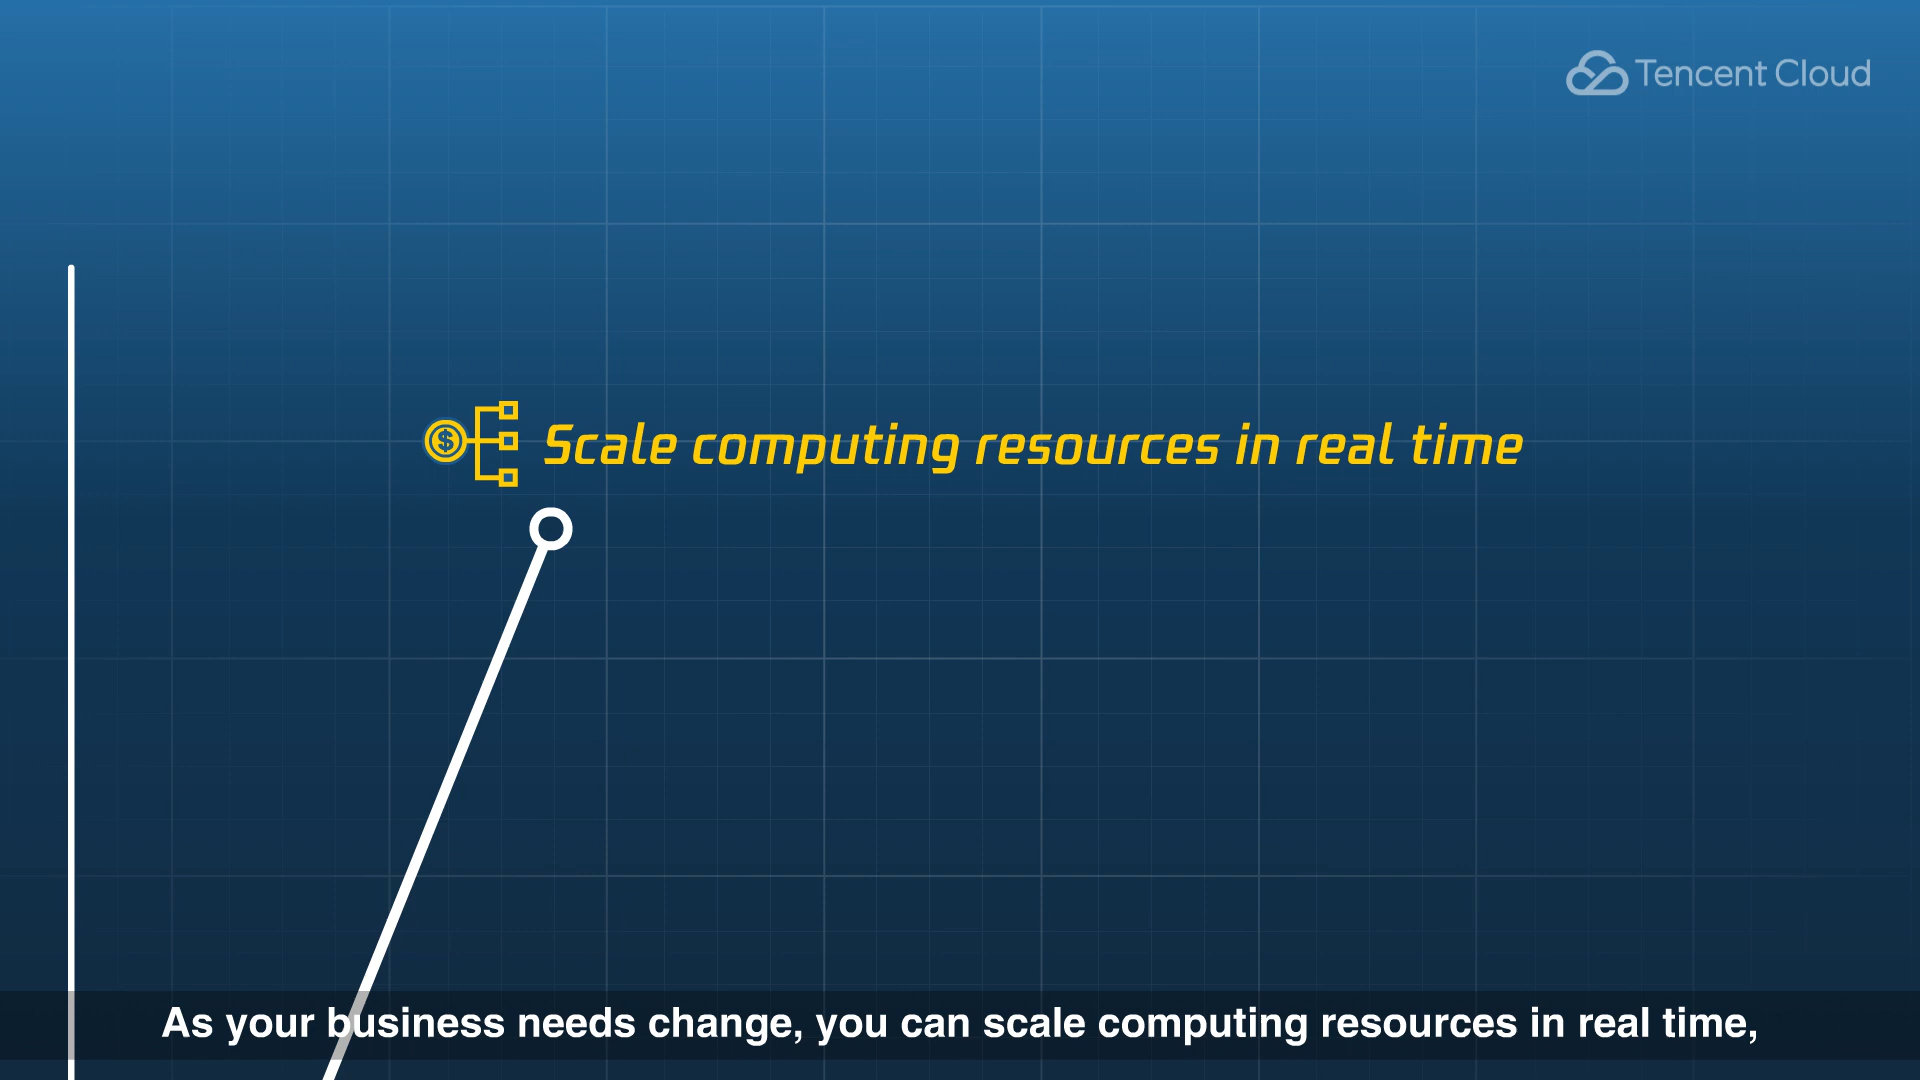 Tencent Cloud
$ Scale computing resources in real time
As your business needs change, you can scale computing resources in real time,